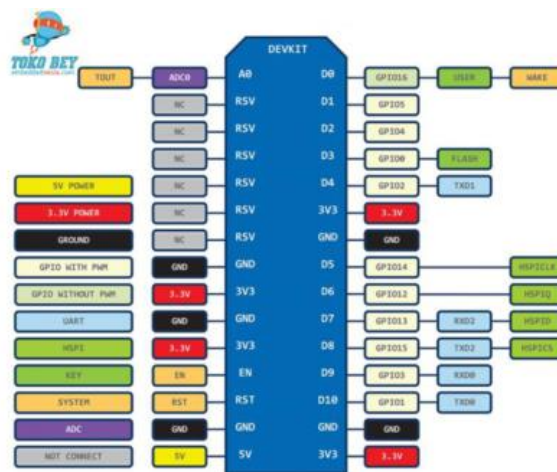 TOKO BEY
DEVKIT
TOUT ADC0 A0 D0 GPIO16 USER WAKE
NC RSV D1 GPIO5
NC RSV D2 GPIO4
NC RSV D3 GPIO0 FLASH
5V POWER NC RSV D4 GPIO2 TXD1
3.3V POWER NC RSV 3V3 3.3V
GROUND NC RSV GND GND
GPIO WITH PWM GND GND D5 GPIO14 HSPICLK
GPIO WITHOUT PWM 3.3V 3V3 D6 GPIO12 HSPIQ
UART GND GND D7 GPIO13 RXD2 HSPID
HSPI 3.3V 3V3 D8 GPIO15 TXD2 HSPICS
KEY EN EN D9 GPIO3 RXD0
SYSTEM RST RST D10 GPIO1 TXD0
ADC GND GND GND GND
NOT CONNECT 5V 5V 3V3 3.3V